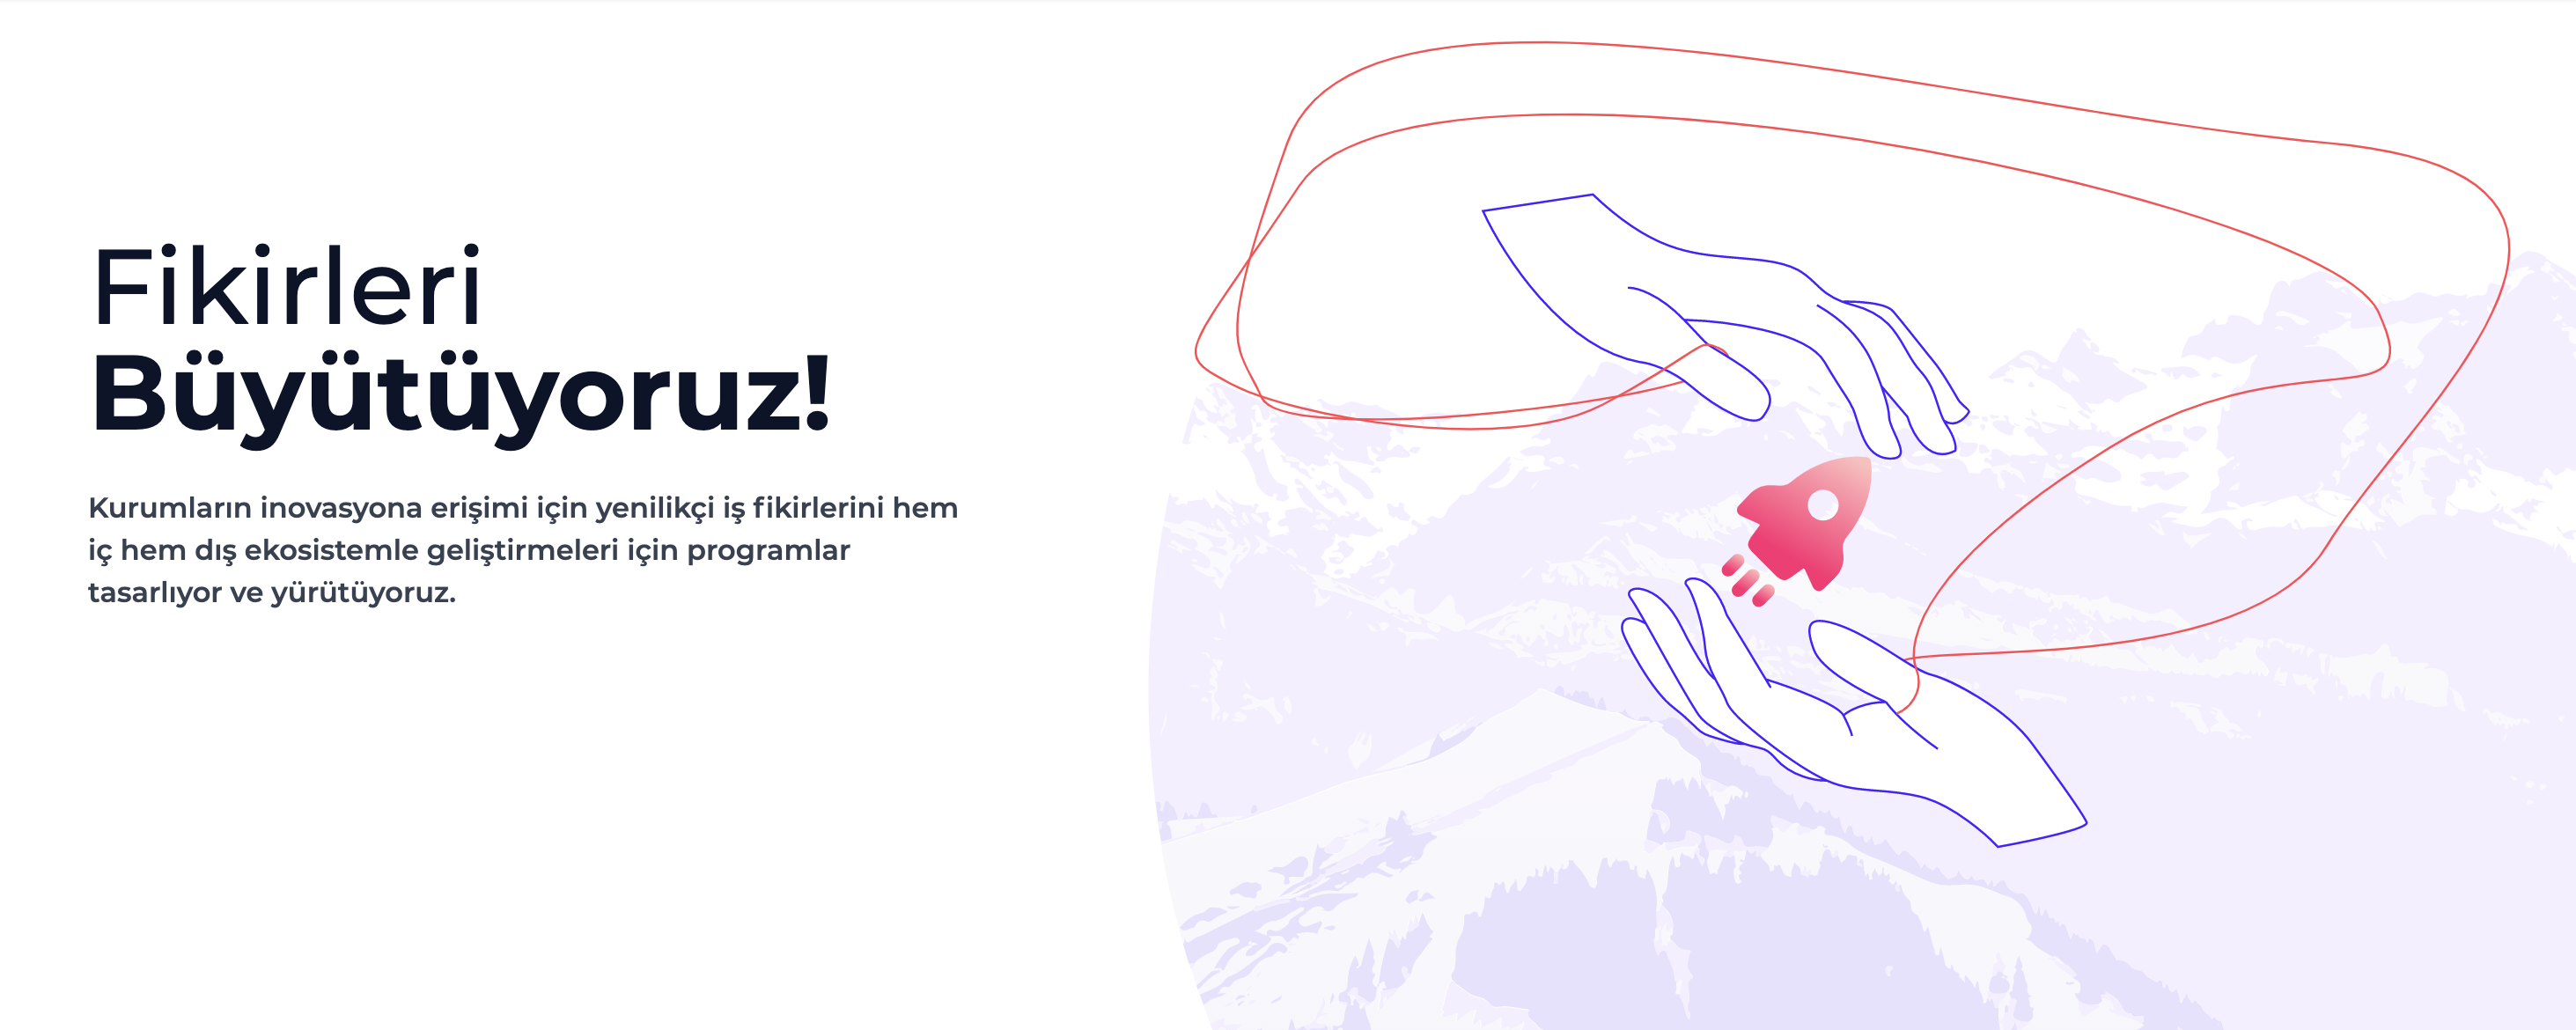 Fikirleri
Büyütüyoruz!
Kurumların inovasyona erişimi için yenilikçi iş fikirlerini hem
iç hem dış ekosistemle geliştirmeleri için programlar
tasarlıyor ve yürütüyoruz.